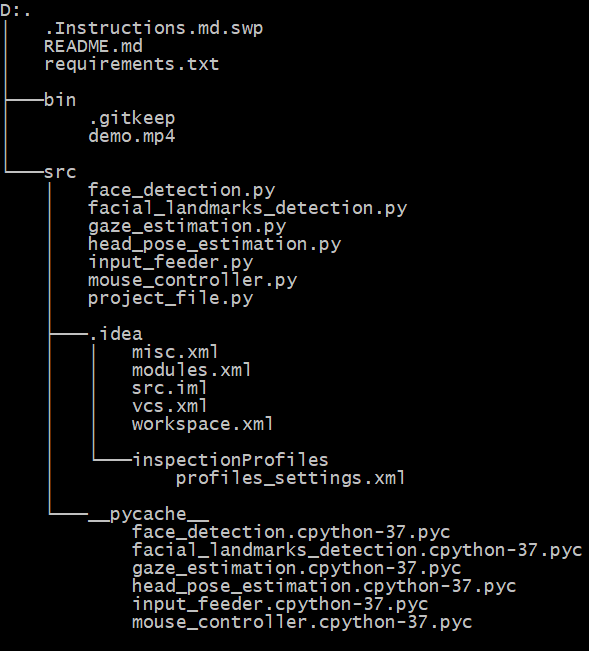 D:.
.Instructions.md.swp
README.md
requirements.txt
bin
.gitkeep
demo.mp4
src
face_detection.py
facial_landmarks_detection.py
gaze_estimation.py
head_pose_estimation.py
input_feeder.py
mouse_controller.py
project_file.py
.idea
misc.xml
modules.xml
src.iml
vcs.xml
workspace.xml
inspectionProfiles
profiles_settings.xml
__pycache__
face_detection.cpython-37.pyc
facial_landmarks_detection.cpython-37.pyc
gaze_estimation.cpython-37.pyc
head_pose_estimation.cpython-37.pyc
input_feeder.cpython-37.pyc
mouse_controller.cpython-37.pyc